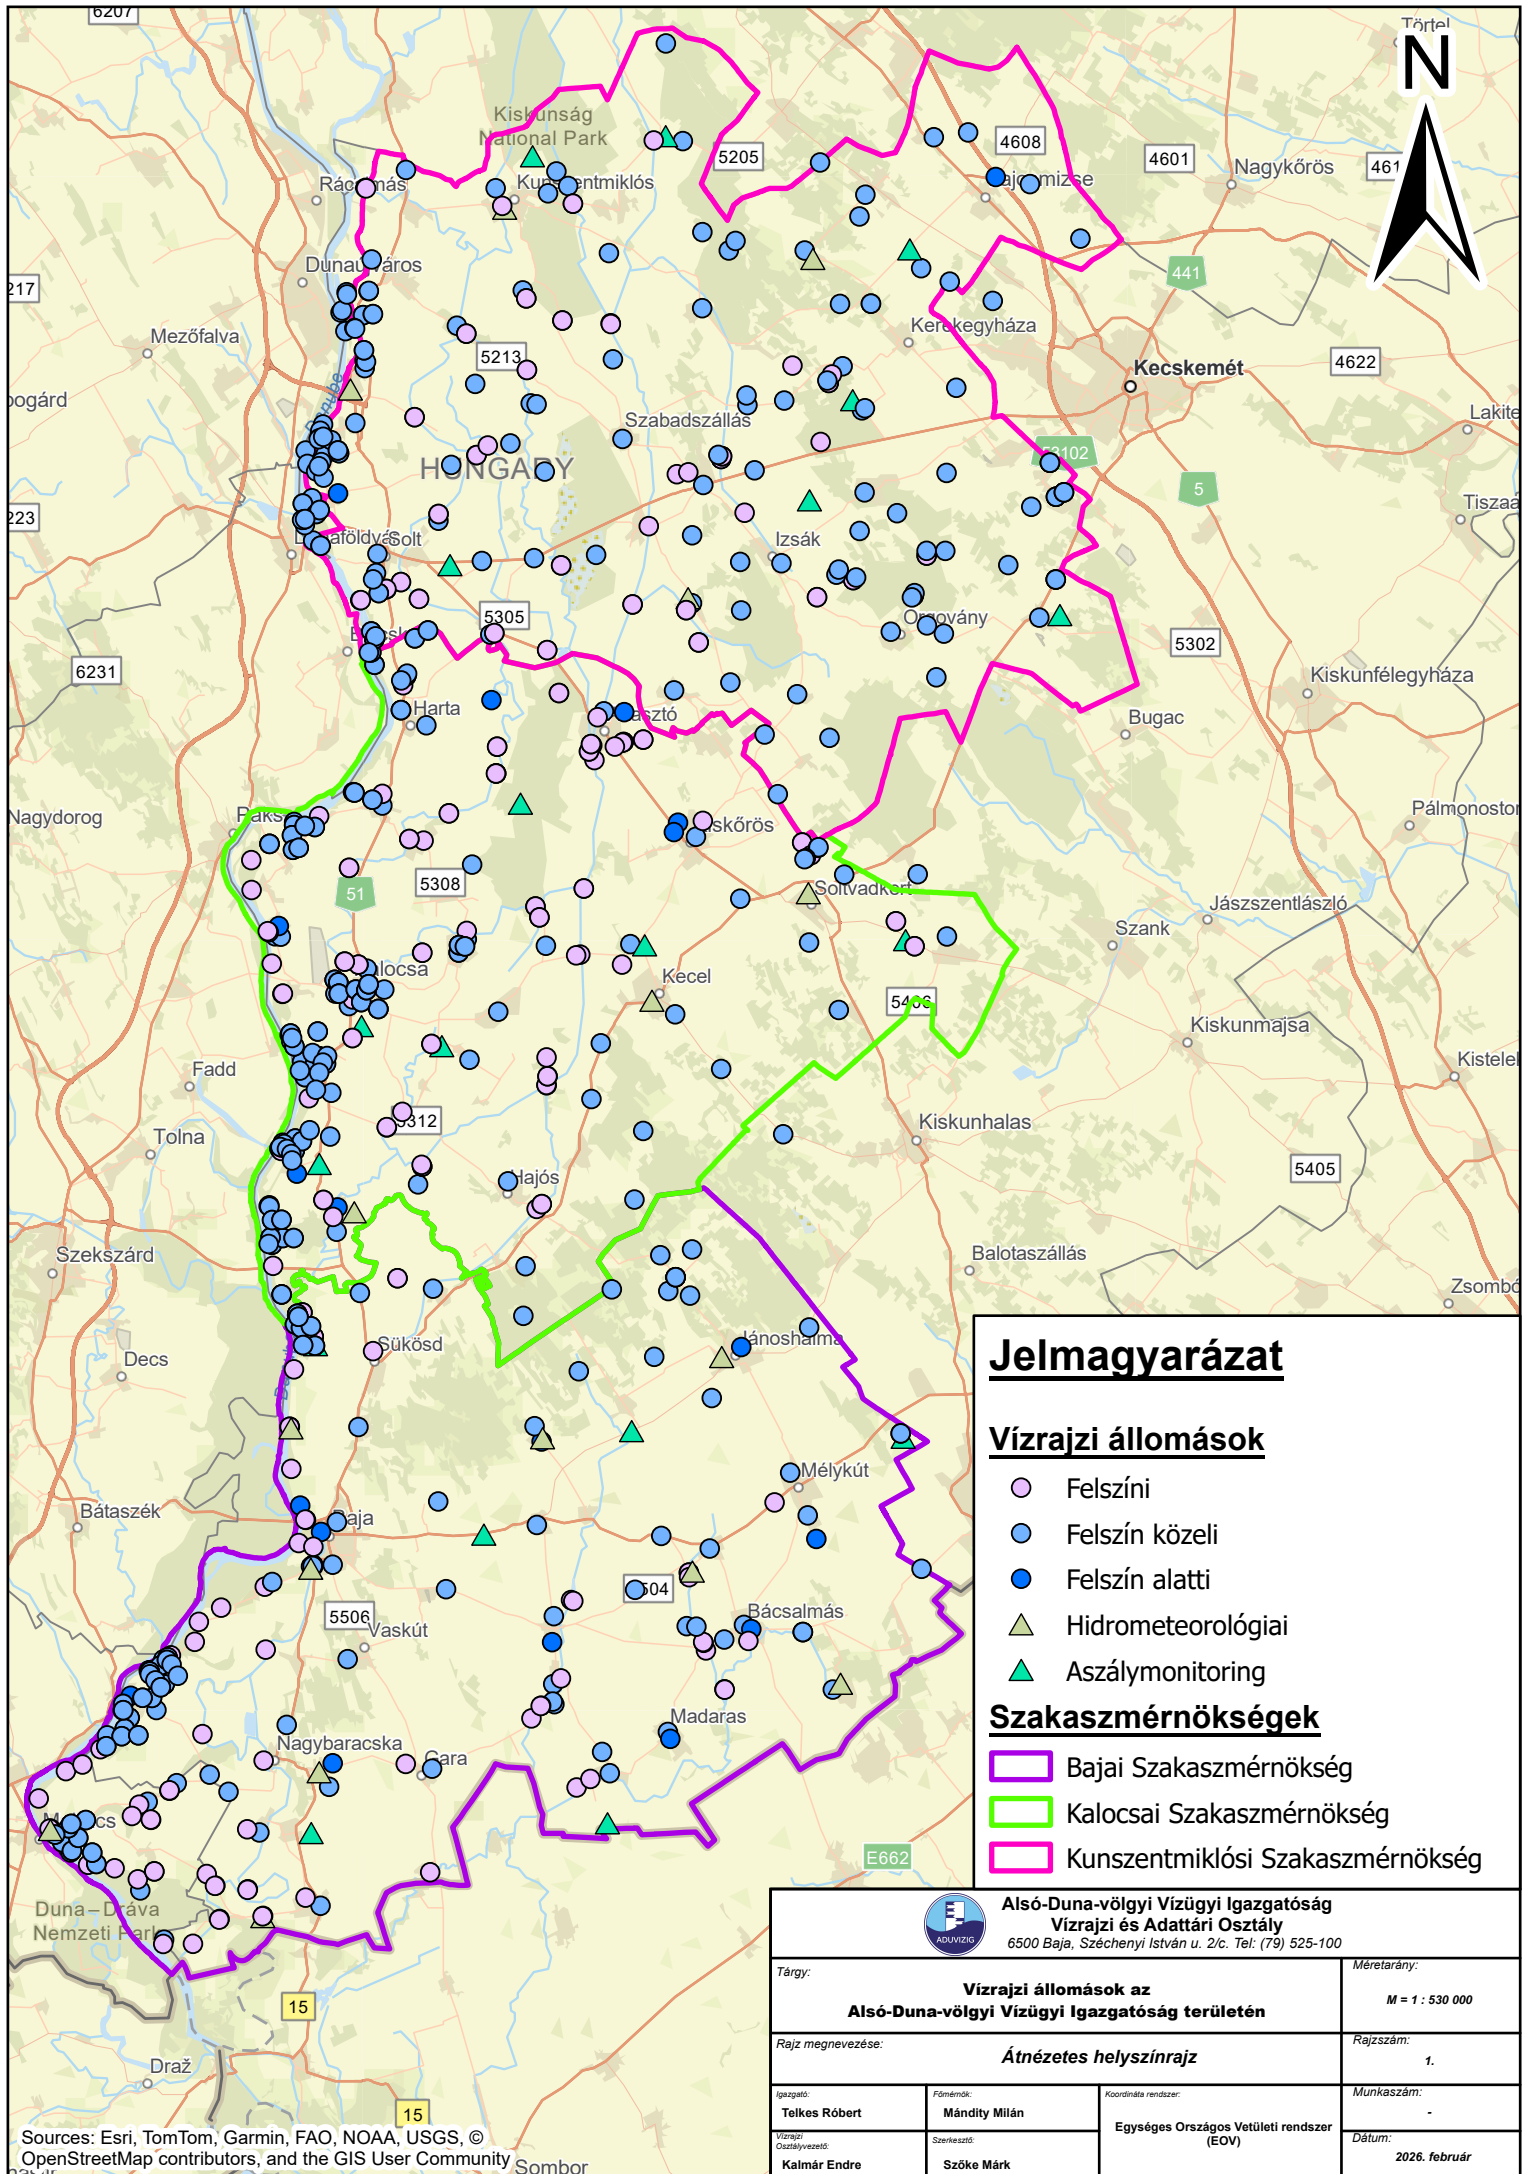 6207
Törtel
N
Kiskunság
National Park
5205
4608
4601
Nagykőrös
Kunszentmiklós
Dunaújváros
441
217
Mezőfalva
5213
Kerekegyháza
4622
Kecskemét
Szabadszállás
HUNGARY
5
223
Solt
Izsák
5305
Orgovány
5302
6231
Kiskunfélegyháza
Harta
Bugac
Nagydorog
5308
51
Soltvadkert
Jászszentlászló
Szank
Kecel
Kiskunmajsa
Fadd
Tolna
Kiskunhalas
Hajós
5405
Szekszárd
Balotaszállás
Decs
Sükösd
Jánoshalma
Mélykút
Bátaszék
Baja
5506
Vaskút
Bácsalmás
Madaras
Nagybaracska
Gara
E662
Duna–Dráva
Nemzeti Park
15
Draž
15
Sombor
Jelmagyarázat
Vízrajzi állomások
Felszíni
Felszín közeli
Felszín alatti
Hidrometeorológiai
Aszálymonitoring
Szakaszmérnökségek
Bajai Szakaszmérnökség
Kalocsai Szakaszmérnökség
Kunszentmiklósi Szakaszmérnökség
ADUVIZIG
Alsó-Duna-völgyi Vízügyi Igazgatóság
Vízrajzi és Adattári Osztály
6500 Baja, Széchenyi István u. 2/c. Tel: (79) 525-100
Tárgy:
Vízrajzi állomások az
Alsó-Duna-völgyi Vízügyi Igazgatóság területén
Méretarány:
M = 1 : 530 000
Rajz megnevezése:
Átnézetes helyszínrajz
Rajzszám:
1.
Igazgató:
Telkes Róbert
Főmérnök:
Mándity Milán
Koordináta rendszer:
Egységes Országos Vetületi rendszer
(EOV)
Munkaszám:
-
Vízrajzi
Osztályvezető:
Kalmár Endre
Szerkesztő:
Szőke Márk
Dátum:
2026. február
Sources: Esri, TomTom, Garmin, FAO, NOAA, USGS, ©
OpenStreetMap contributors, and the GIS User Community